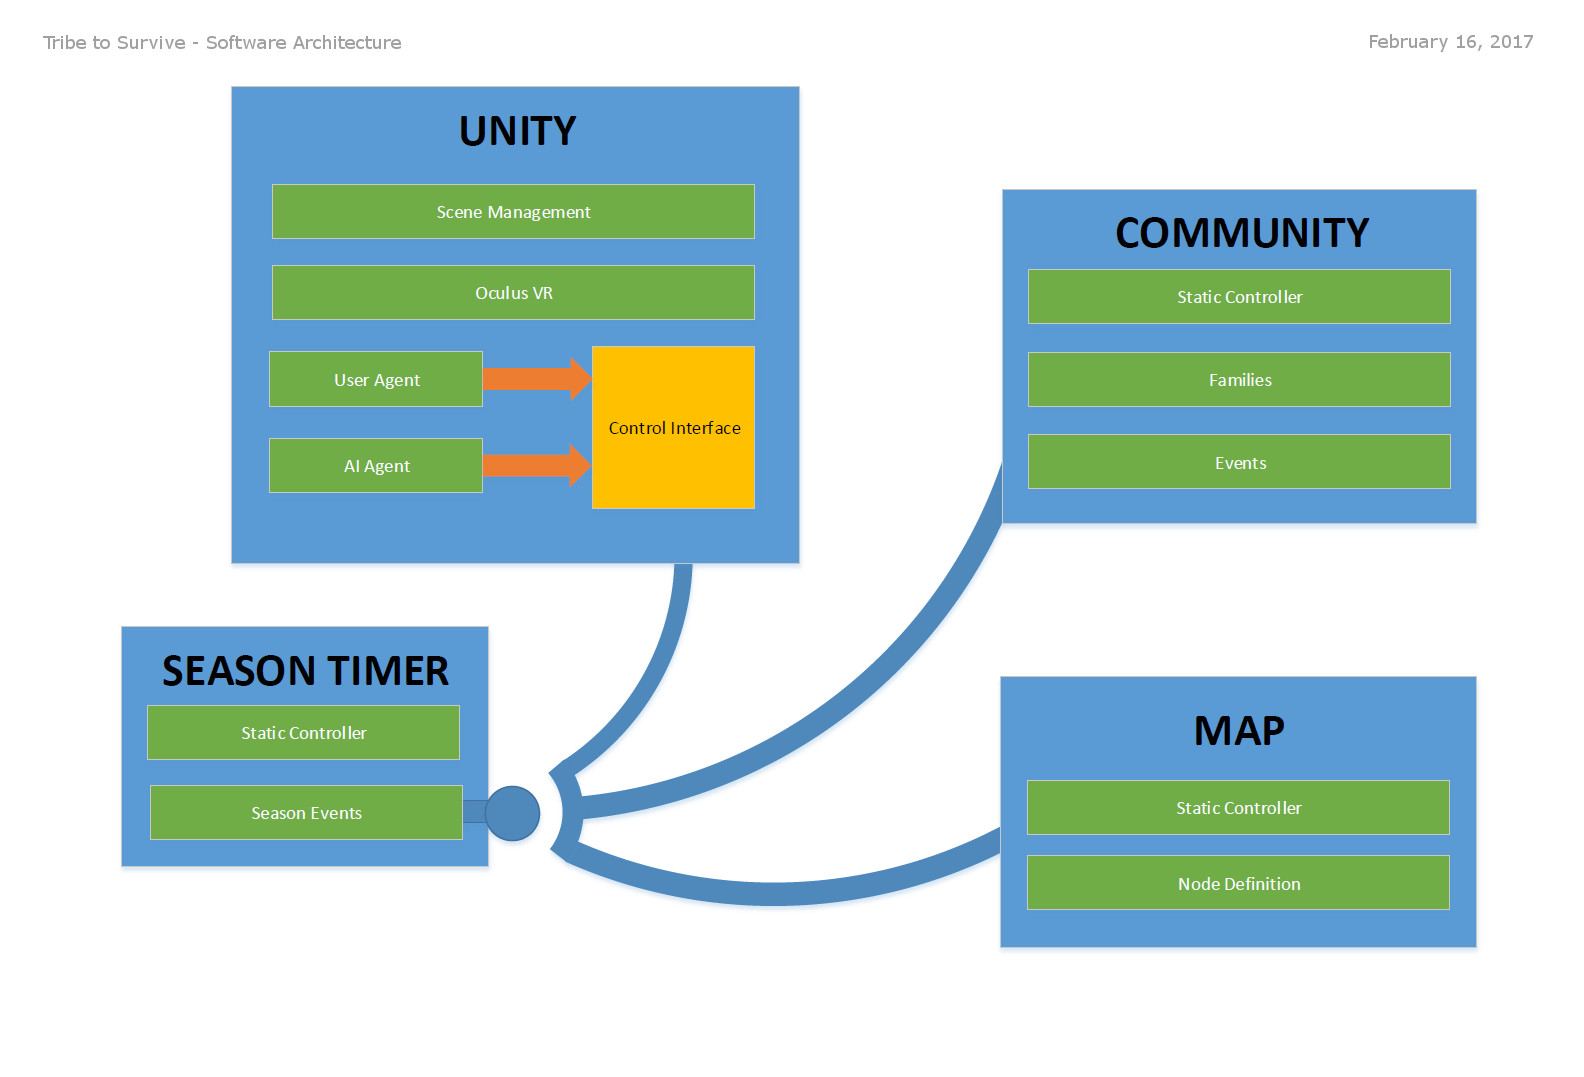 Tribe to Survive - Software Architecture
February 16, 2017
UNITY
Scene Management
Oculus VR
User Agent
AI Agent
Control Interface
COMMUNITY
Static Controller
Families
Events
SEASON TIMER
Static Controller
Season Events
MAP
Static Controller
Node Definition